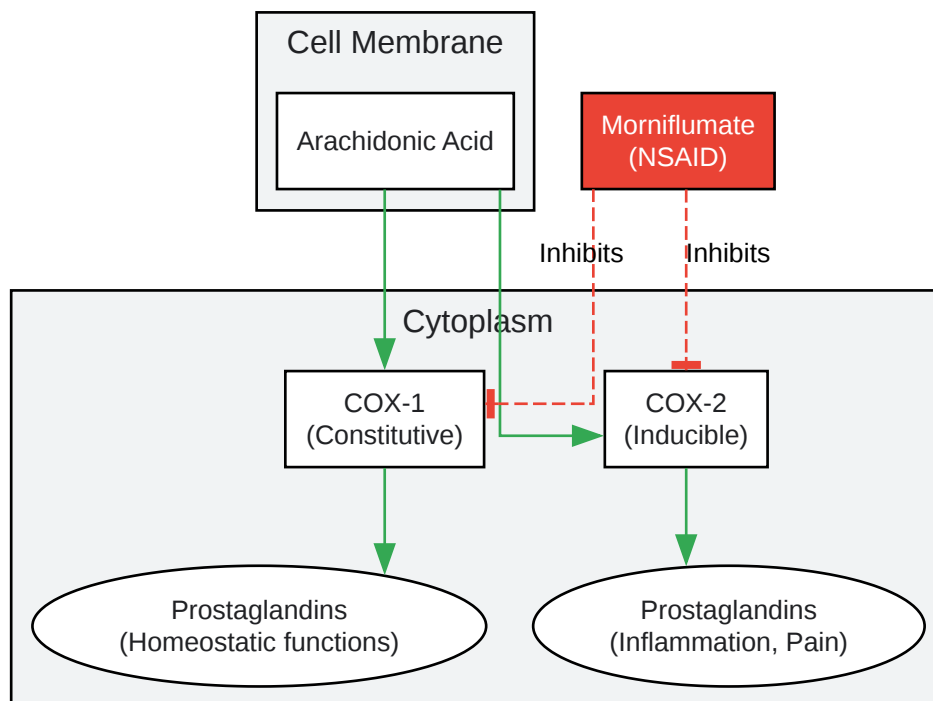 Cell Membrane
Arachidonic Acid
Morniflumate
(NSAID)
Inhibits
Inhibits
Cytoplasm
COX-1
(Constitutive)
COX-2
(Inducible)
Prostaglandins
(Homeostatic functions)
Prostaglandins
(Inflammation, Pain)